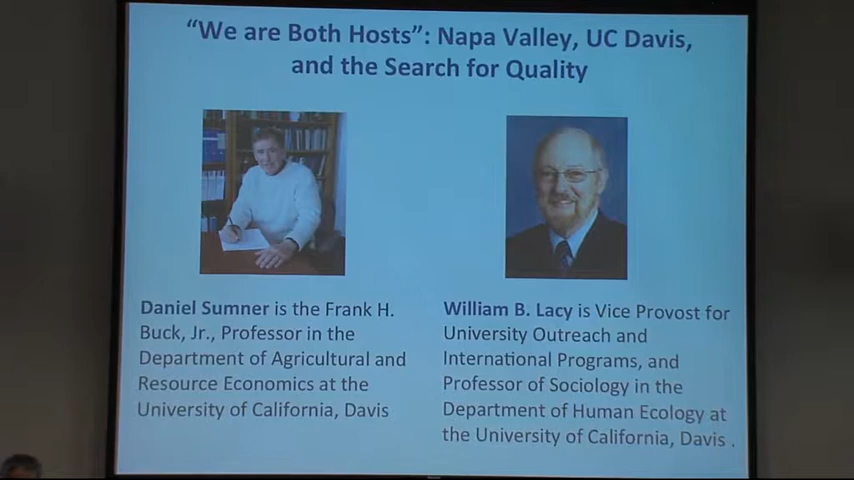 “We are Both Hosts”: Napa Valley, UC Davis,
and the Search for Quality
Daniel Sumner is the Frank H.
Buck, Jr., Professor in the
Department of Agricultural and
Resource Economics at the
University of California, Davis
William B. Lacy is Vice Provost for
University Outreach and
International Programs, and
Professor of Sociology in the
Department of Human Ecology at
the University of California, Davis .